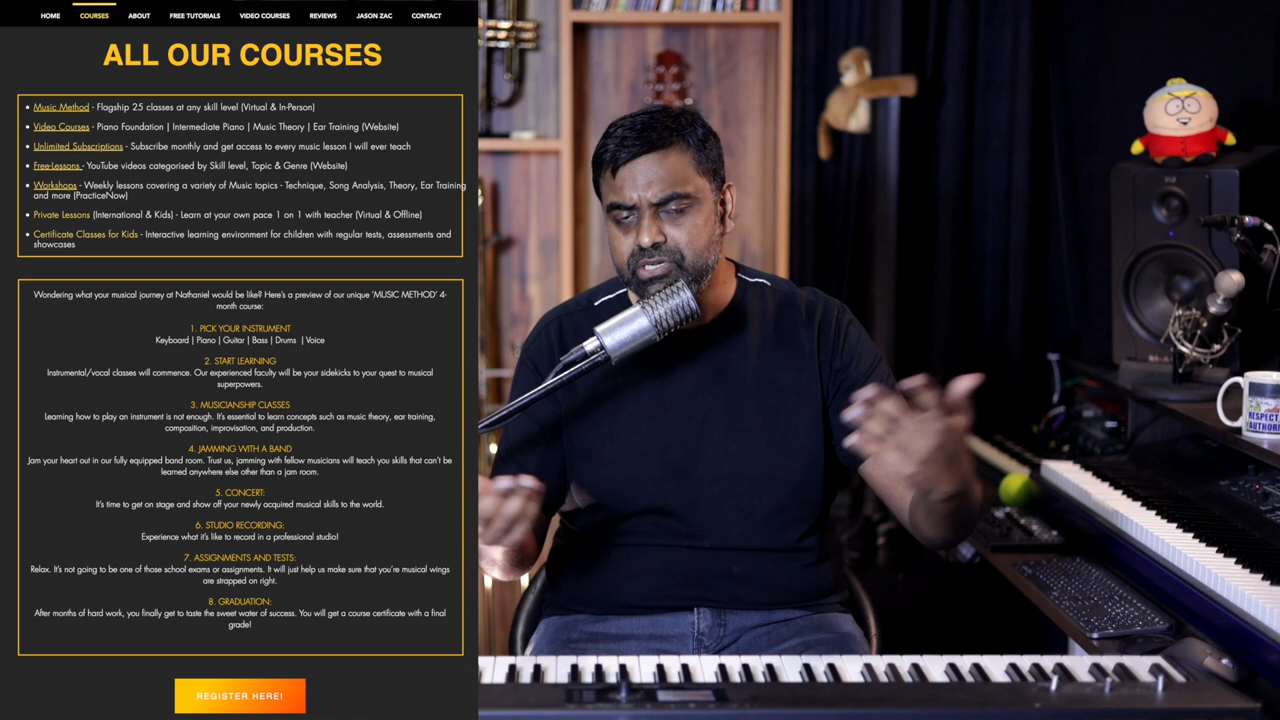 HOME COURSES ABOUT FREE TUTORIALS VIDEO COURSES REVIEWS JASON ZAC CONTACT
ALL OUR COURSES
• Music Method - Flagship 25 classes at any skill level (Virtual & In-Person)
• Video Courses - Piano Foundation | Intermediate Piano | Music Theory | Ear Training (Website)
• Unlimited Subscriptions - Subscribe monthly and get access to every music lesson I will ever teach
• Free-Lessons - YouTube videos categorised by Skill level, Topic & Genre (Website)
• Workshops - Weekly lessons covering a variety of Music topics - Technique, Song Analysis, Theory, Ear Training
and more (PracticeNow)
• Private Lessons (International & Kids) - Learn at your own pace 1 on 1 with teacher (Virtual & Offline)
• Certificate Classes for Kids - Interactive learning environment for children with regular tests, assessments and
showcases
Wondering what your musical journey at Nathaniel would be like? Here's a preview of our unique 'MUSIC METHOD' 4-
month course:
1. PICK YOUR INSTRUMENT
Keyboard | Piano | Guitar | Bass | Drums | Voice
2. START LEARNING
Instrumental/vocal classes will commence. Our experienced faculty will be your sidekicks to your quest to musical
superpowers.
3. MUSICIANSHIP CLASSES
Learning how to play an instrument is not enough. It's essential to learn concepts such as music theory, ear training,
composition, improvisation, and production.
4. JAMMING WITH A BAND
Jam your heart out in our fully equipped band room. Trust us, jamming with fellow musicians will teach you skills that can't be
learned anywhere else other than a jam room.
5. CONCERT:
It's time to get on stage and show off your newly acquired musical skills to the world.
6. STUDIO RECORDING:
Experience what it's like to record in a professional studio!
7. ASSIGNMENTS AND TESTS:
Relax. It's not going to be one of those school exams or assignments. It will just help us make sure that you're musical wings
are strapped on right.
8. GRADUATION:
After months of hard work, you finally get to taste the sweet water of success. You will get a course certificate with a final
grade!
REGISTER HERE!
RESPECT